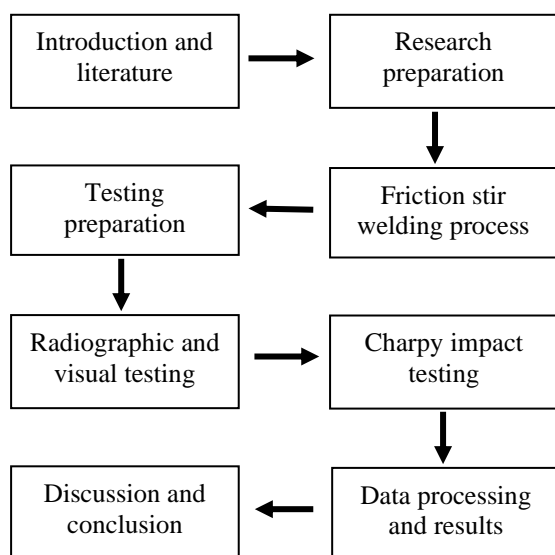 Introduction and
literature
Research
preparation
Friction stir
welding process
Testing
preparation
Radiographic and
visual testing
Charpy impact
testing
Data processing
and results
Discussion and
conclusion